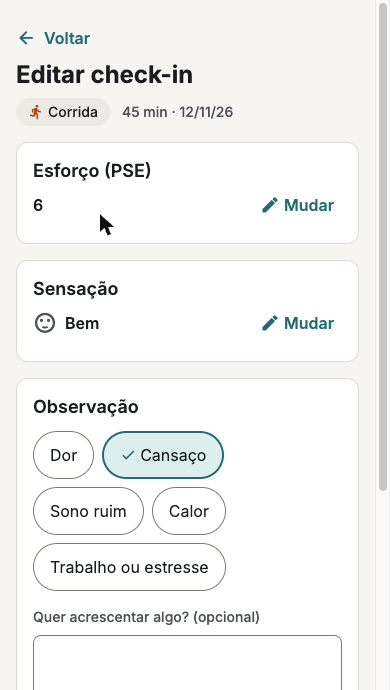 Voltar
Editar check-in
Corrida 45 min · 12/11/26
Esforço (PSE)
6 Mudar
Sensação
Bem Mudar
Observação
Dor Cansaço
Sono ruim Calor
Trabalho ou estresse
Quer acrescentar algo? (opcional)